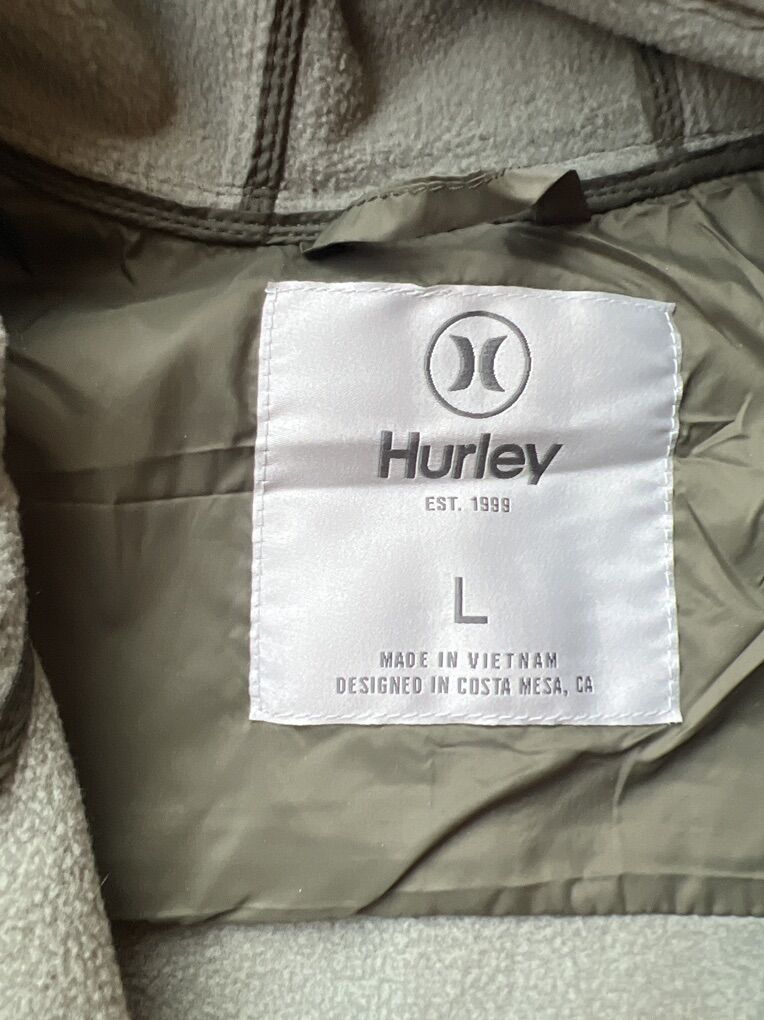 Hurley
EST. 1999
L
MADE IN VIETNAM
DESIGNED IN COSTA MESA, CA